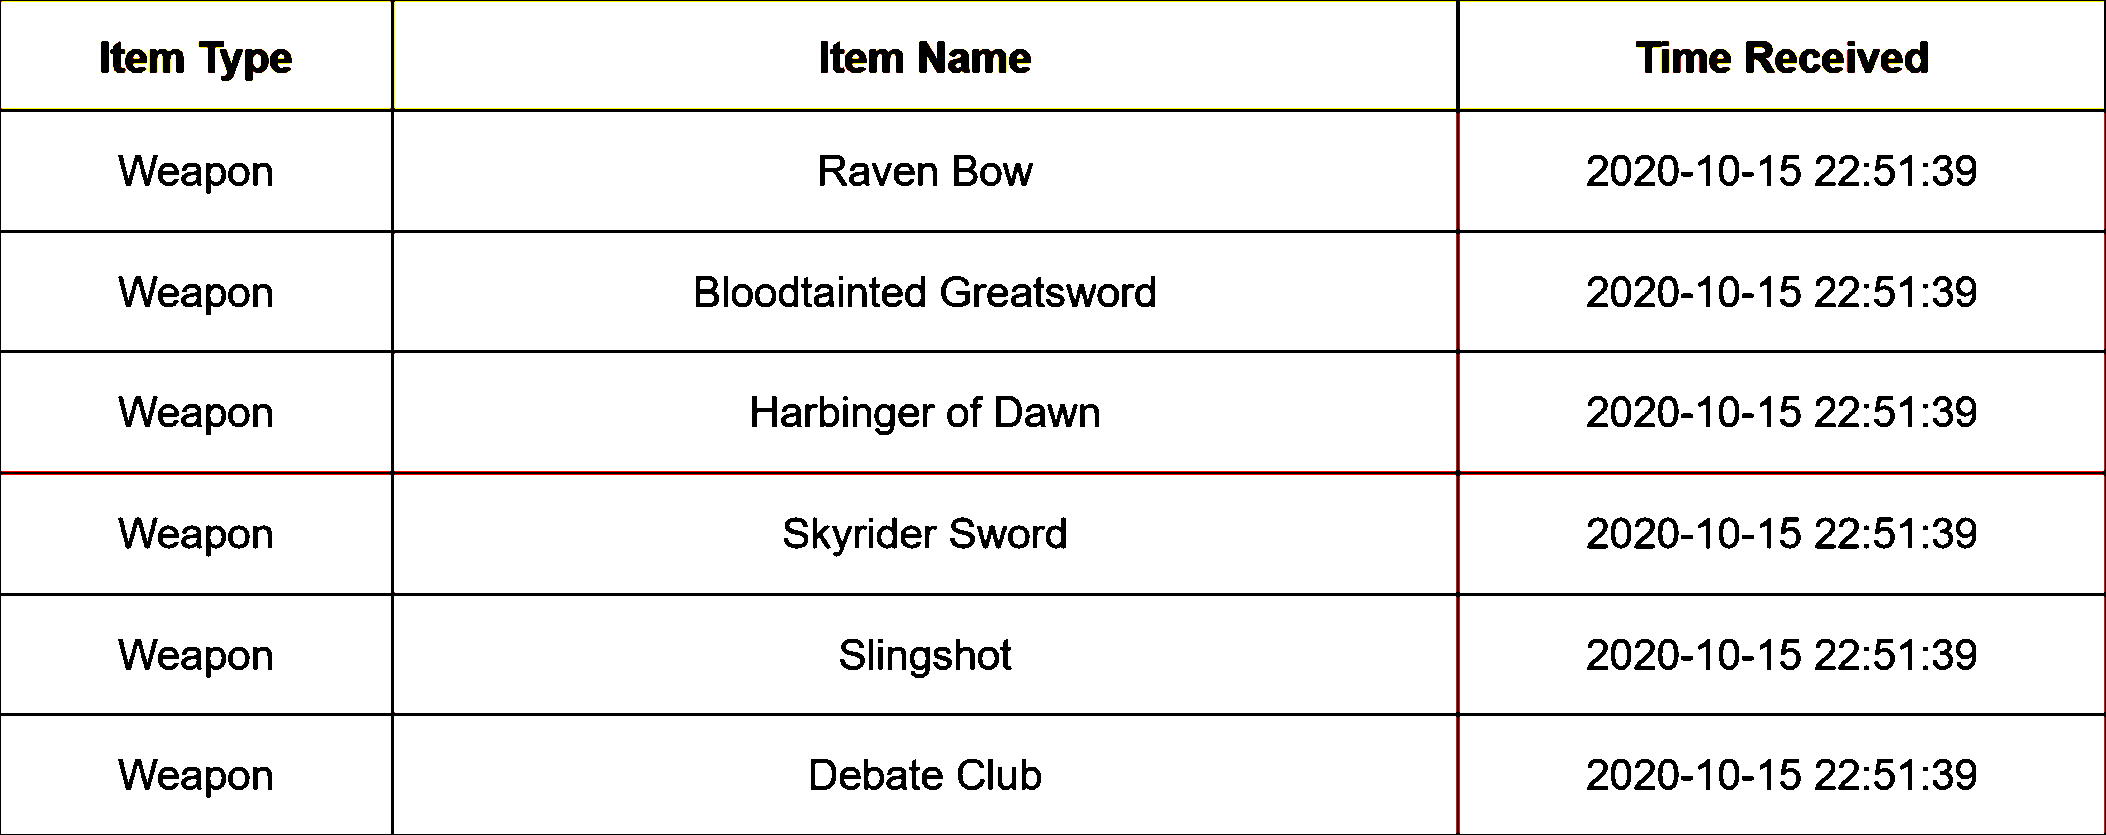 Item Type Item Name Time Received
Weapon Raven Bow 2020-10-15 22:51:39
Weapon Bloodtainted Greatsword 2020-10-15 22:51:39
Weapon Harbinger of Dawn 2020-10-15 22:51:39
Weapon Skyrider Sword 2020-10-15 22:51:39
Weapon Slingshot 2020-10-15 22:51:39
Weapon Debate Club 2020-10-15 22:51:39